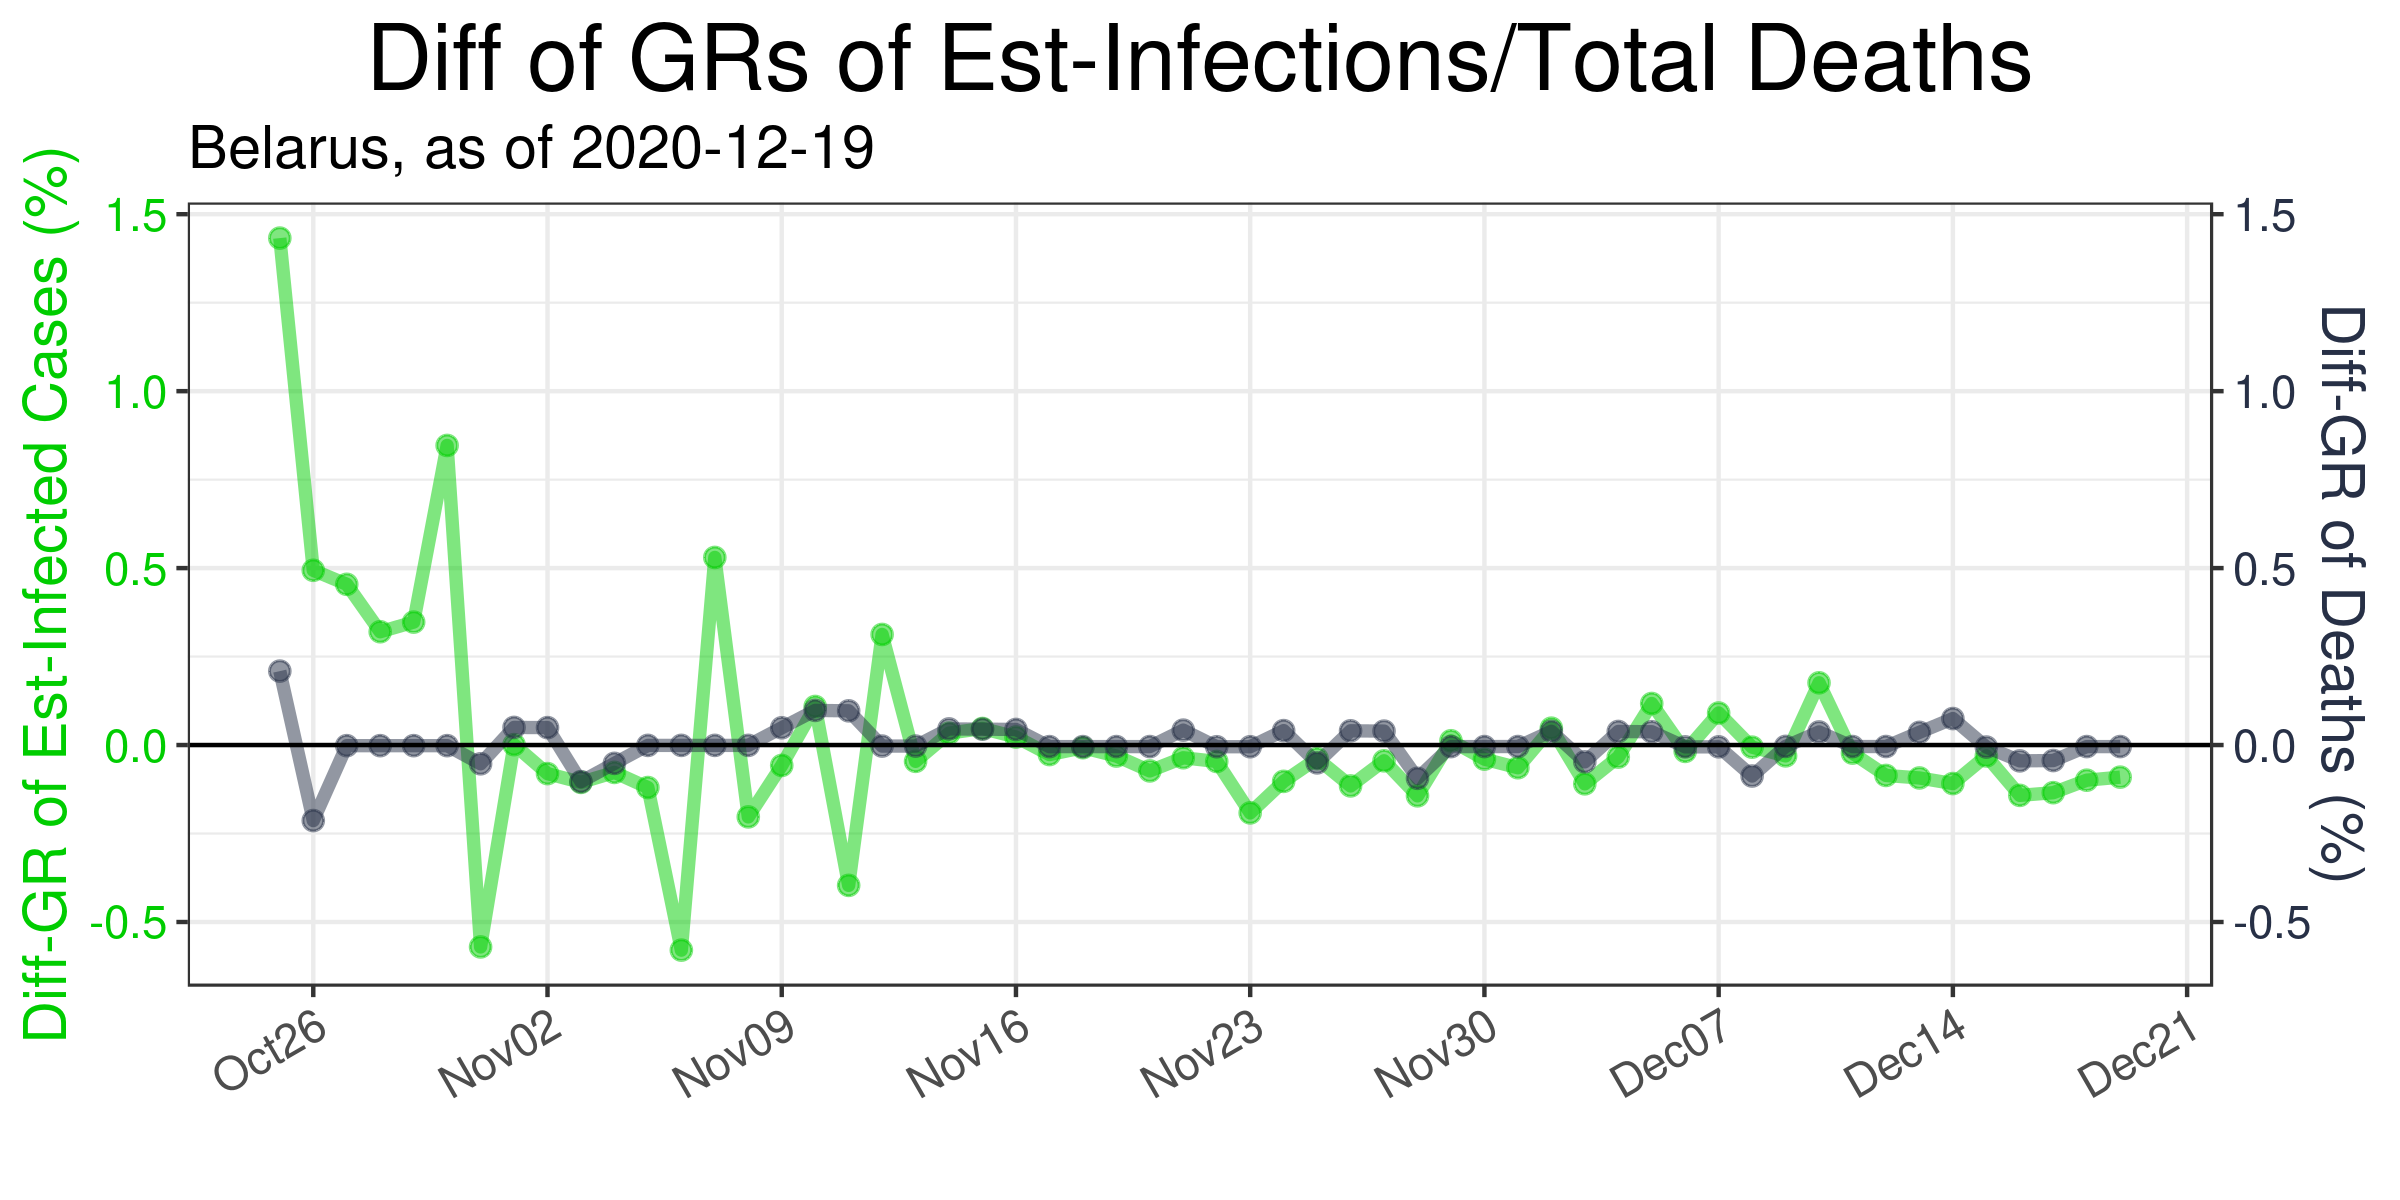 Diff of GRs of Est-Infections/Total Deaths
Belarus, as of 2020-12-19
Diff-GR of Est-Infected Cases (%)
1.5
1.0
0.5
0.0
-0.5
1.5
1.0
0.5
0.0
-0.5
Diff-GR of Deaths (%)
Oct26 Nov02 Nov09 Nov16 Nov23 Nov30 Dec07 Dec14 Dec21